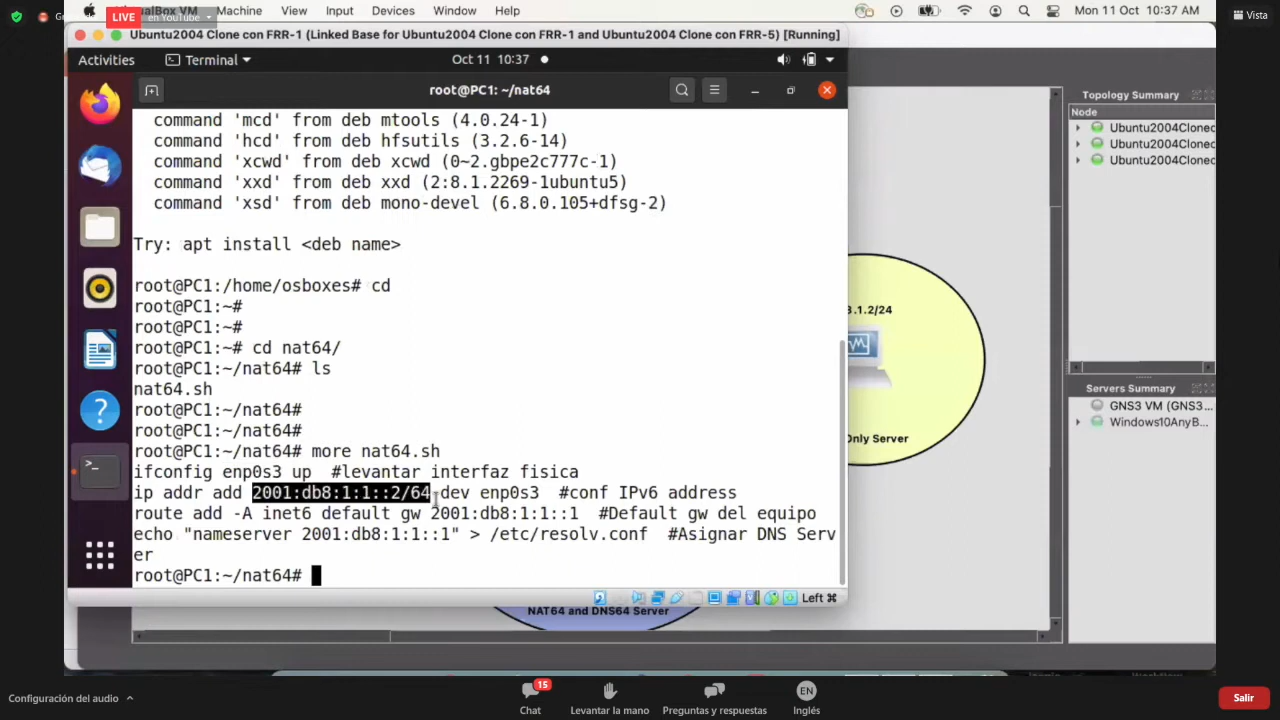 LIVE
en YouTube
VM
Machine
View
Input
Devices
Window
Help
Mon 11 Oct 10:37 AM
Vista
Ubuntu2004 Clone con FRR-1 (Linked Base for Ubuntu2004 Clone con FRR-1 and Ubuntu2004 Clone con FRR-5) [Running]
Activities
Terminal
Oct 11 10:37
root@PC1: ~/nat64
command 'mcd' from deb mtools (4.0.24-1)
command 'hcd' from deb hfsutils (3.2.6-14)
command 'xcwd' from deb xcwd (0~2.gbpe2c777c-1)
command 'xxd' from deb xxd (2:8.1.2269-1ubuntu5)
command 'xsd' from deb mono-devel (6.8.0.105+dfsg-2)
Try: apt install <deb name>
root@PC1:/home/osboxes# cd
root@PC1:~#
root@PC1:~#
root@PC1:~# cd nat64/
root@PC1:~/nat64# ls
nat64.sh
root@PC1:~/nat64#
root@PC1:~/nat64#
root@PC1:~/nat64# more nat64.sh
ifconfig enp0s3 up  #levantar interfaz fisica
ip addr add 2001:db8:1:1::2/64 dev enp0s3  #conf IPv6 address
route add -A inet6 default gw 2001:db8:1:1::1  #Default gw del equipo
echo "nameserver 2001:db8:1:1::1" > /etc/resolv.conf  #Asignar DNS Serv
er
root@PC1:~/nat64#
Left ⌘
.1.2/24
Only Server
NAT64 and DNS64 Server
Topology Summary
Node
Ubuntu2004Cloned
Ubuntu2004Cloned
Ubuntu2004Cloned
Servers Summary
GNS3 VM (GNS3...
Windows10AnyB...
Configuración del audio
15
Chat
Levantar la mano
Preguntas y respuestas
EN
Inglés
Salir